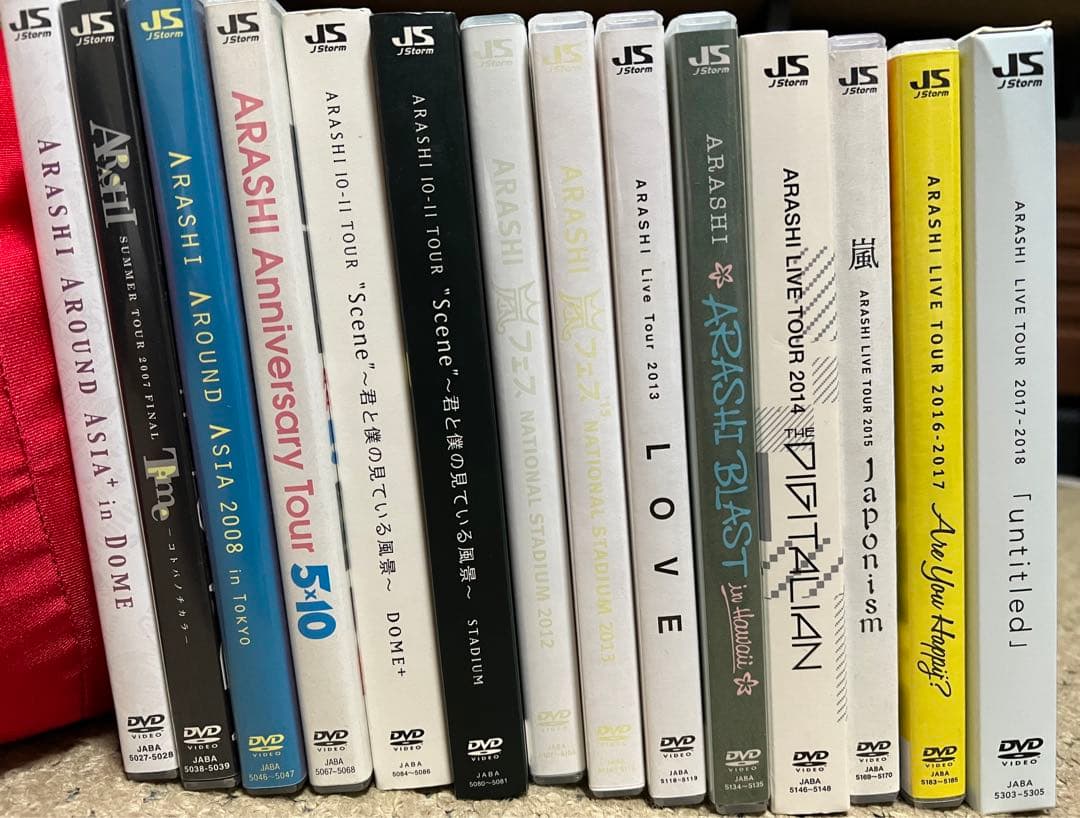 JS
J Storm
ARASHI AROUND ASIA+ in DOME
DVD
VIDEO
JABA
5027-5028
JS
J Storm
ARASHI
SUMMER TOUR 2007 FINAL
Time
－コトバノチカラ－
DVD
VIDEO
JABA
5038-5039
JS
J Storm
ARASHI AROUND ASIA 2008 in TOKYO
DVD
VIDEO
JABA
5046～5047
JS
J Storm
ARASHI Anniversary Tour 5×10
DVD
VIDEO
JABA
5067-5068
JS
J Storm
ARASHI 10-11 TOUR "Scene"～君と僕の見ている風景～ DOME+
DVD
VIDEO
JABA
5084～5086
JS
J Storm
ARASHI 10-11 TOUR "Scene"～君と僕の見ている風景～ STADIUM
DVD
VIDEO
JABA
5080～5081
JS
J Storm
ARASHI 嵐フェス NATIONAL STADIUM 2012
DVD
VIDEO
JABA
JS
J Storm
ARASHI 嵐フェス'13 NATIONAL STADIUM 2013
DVD
VIDEO
JS
J Storm
ARASHI Live Tour 2013 LOVE
DVD
VIDEO
JABA
5118～5119
JS
J Storm
ARASHI ARASHI BLAST in Hawaii
DVD
VIDEO
JABA
5134～5135
JS
J Storm
ARASHI LIVE TOUR 2014 THE DIGITALIAN
DVD
VIDEO
JABA
5146～5148
JS
J Storm
嵐 ARASHI LIVE TOUR 2015 Japonism
DVD
VIDEO
JABA
5169～5170
JS
J Storm
ARASHI LIVE TOUR 2016-2017 Are You Happy?
DVD
VIDEO
JABA
5183～5185
JS
J Storm
ARASHI LIVE TOUR 2017-2018 「untitled」
DVD
VIDEO
JABA
5303～5305